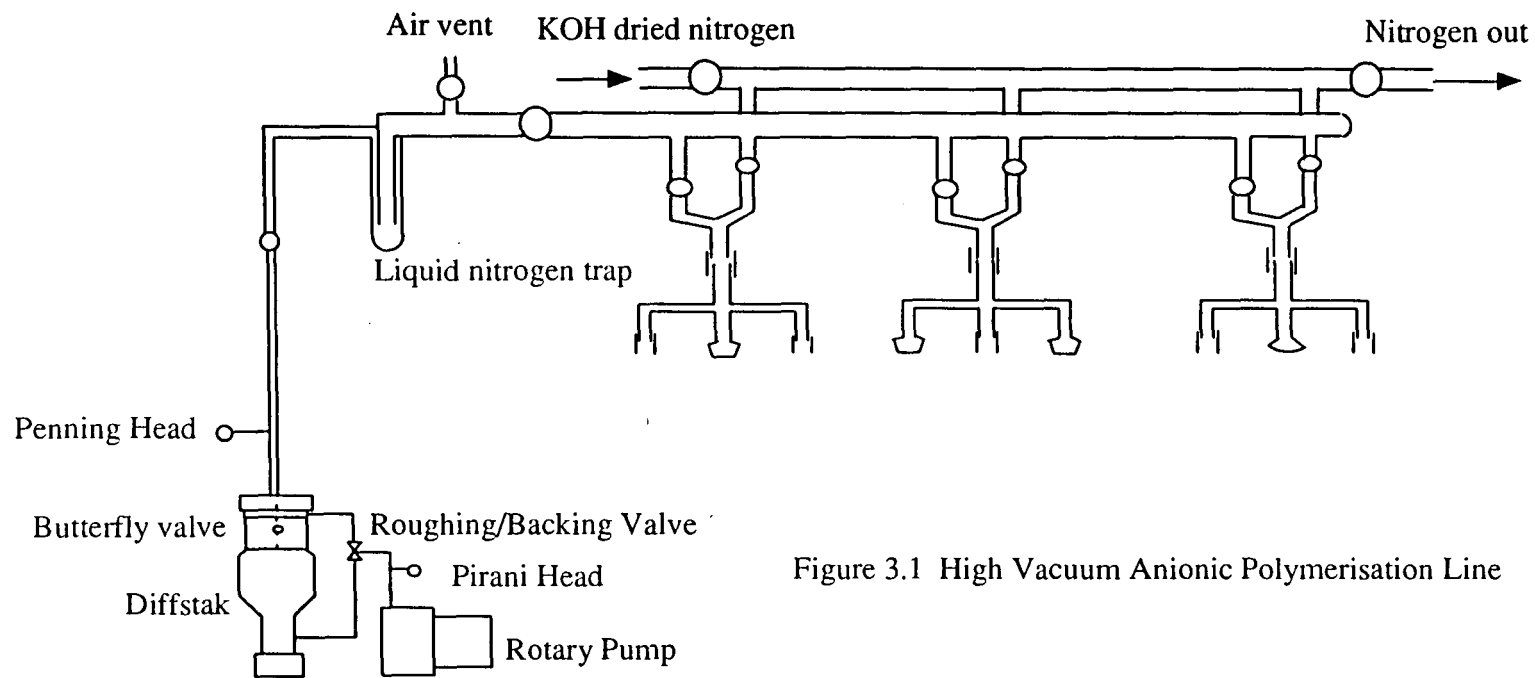 Air vent
KOH dried nitrogen
Nitrogen out
Liquid nitrogen trap
Penning Head
Butterfly valve
Roughing/Backing Valve
Pirani Head
Diffstak
Rotary Pump
Figure 3.1 High Vacuum Anionic Polymerisation Line